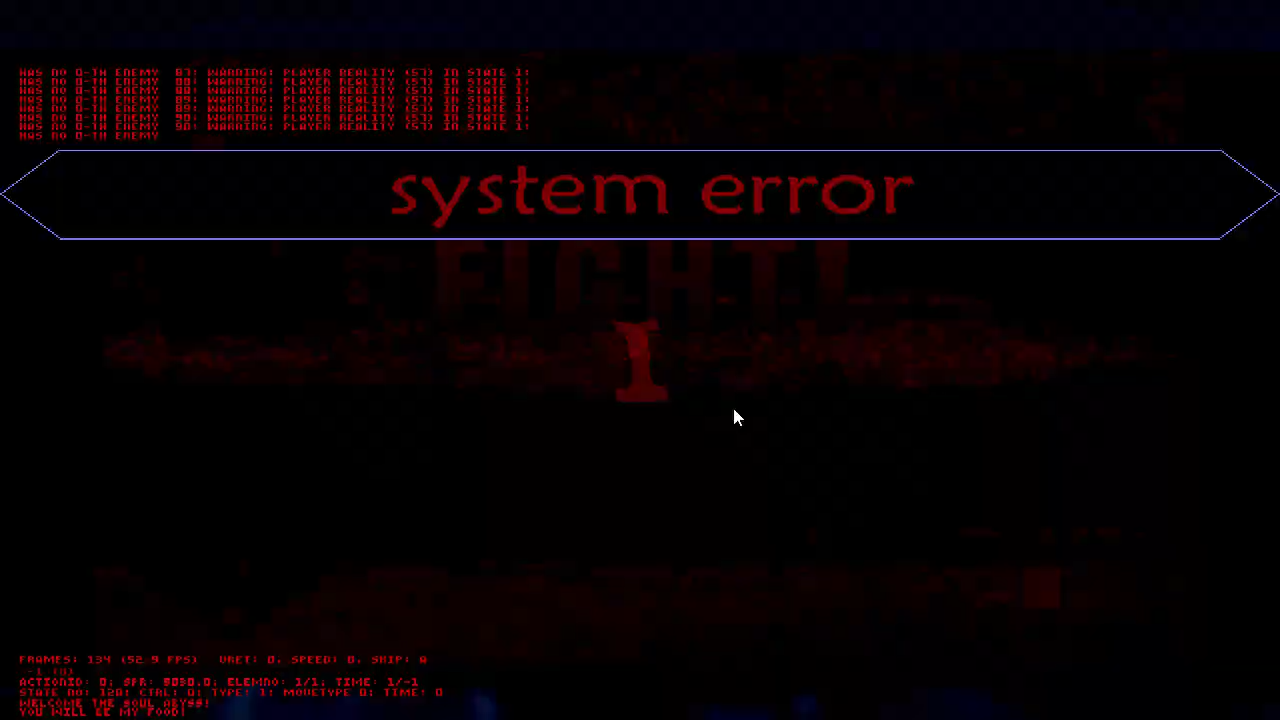 HAS NO 0-TH ENEMY 87: WARNING: PLAYER REALITY (57) IN STATE 1:
HAS NO 0-TH ENEMY 88: WARNING: PLAYER REALITY (57) IN STATE 1:
HAS NO 0-TH ENEMY 88: WARNING: PLAYER REALITY (57) IN STATE 1:
HAS NO 0-TH ENEMY 89: WARNING: PLAYER REALITY (57) IN STATE 1:
HAS NO 0-TH ENEMY 89: WARNING: PLAYER REALITY (57) IN STATE 1:
HAS NO 0-TH ENEMY 90: WARNING: PLAYER REALITY (57) IN STATE 1:
HAS NO 0-TH ENEMY 90: WARNING: PLAYER REALITY (57) IN STATE 1:
HAS NO 0-TH ENEMY
system error
FIGHT!
1
FRAMES: 134 (52.9 FPS) VRET: 0, SPEED: 0, SKIP: 0
ACTIONID: 0; SPR: 9090,0; ELEMNO: 1/1; TIME: 1/-1
STATE NO: 120; CTRL: 0; TYPE: 1; MOVETYPE 0; TIME: 0
WELCOME THE SOUL ABYSS!
YOU WILL BE MY FOOD!